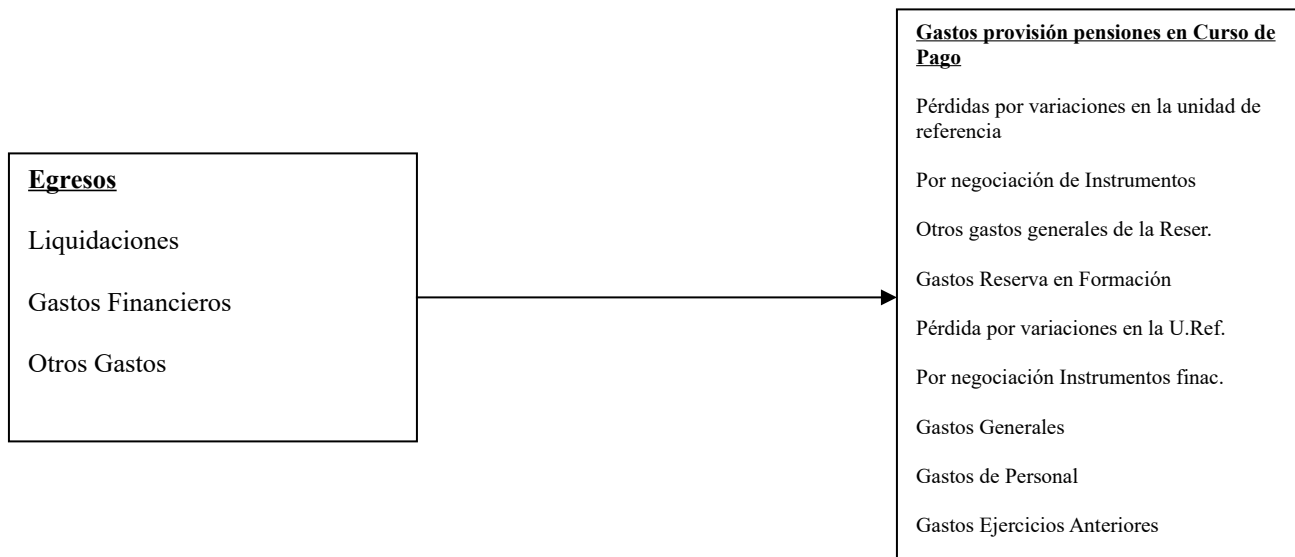 Egresos
Liquidaciones
Gastos Financieros
Otros Gastos
Gastos provisión pensiones en Curso de
Pago
Pérdidas por variaciones en la unidad de
referencia
Por negociación de Instrumentos
Otros gastos generales de la Reser.
Gastos Reserva en Formación
Pérdida por variaciones en la U.Ref.
Por negociación Instrumentos finac.
Gastos Generales
Gastos de Personal
Gastos Ejercicios Anteriores